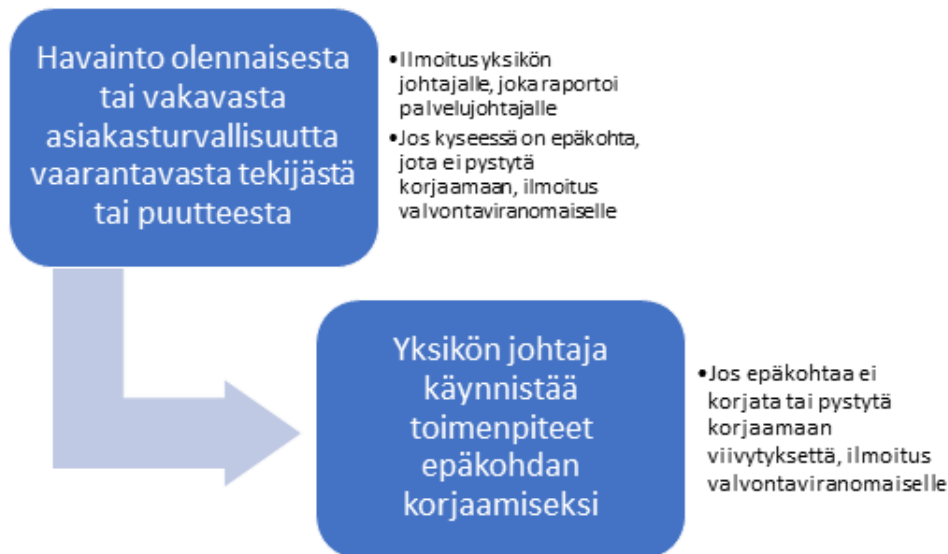 Havainto olennaisesta
tai vakavasta
asiakasturvallisuutta
vaarantavasta tekijästä
tai puutteesta
•Ilmoitus yksikön
johtajalle, joka raportoi
palvelujohtajalle
•Jos kyseessä on epäkohta,
jota ei pystytä
korjaamaan, ilmoitus
valvontaviranomaiselle
Yksikön johtaja
käynnistää
toimenpiteet
epäkohdan
korjaamiseksi
•Jos epäkohtaa ei
korjata tai pystytä
korjaamaan
viivytyksettä, ilmoitus
valvontaviranomaiselle